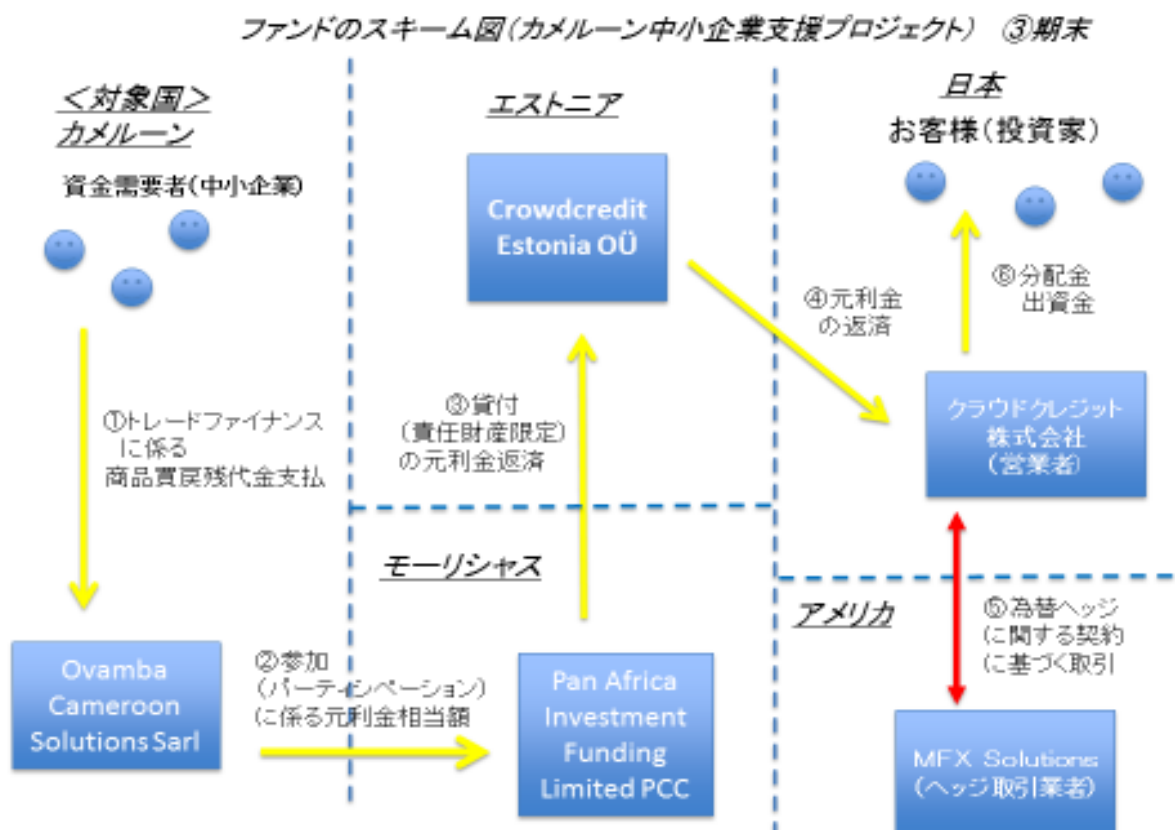 ファンドのスキーム図(カメルーン中小企業支援プロジェクト) ③期末
<対象国>
カメルーン
資金需要者(中小企業)
①トレードファイナンス
に係る
商品買戻残代金支払
Ovamba
Cameroon
Solutions Sarl
②参加
(パーティシペーション)
に係る元利金相当額
エストニア
Crowdcredit
Estonia OÜ
③貸付
(責任財産限定)
の元利金返済
モーリシャス
Pan Africa
Investment
Funding
Limited PCC
日本
お客様(投資家)
④元利金
の返済
⑥分配金
出資金
クラウドクレジット
株式会社
(営業者)
アメリカ
⑤為替ヘッジ
に関する契約
に基づく取引
MFX Solutions
(ヘッジ取引業者)